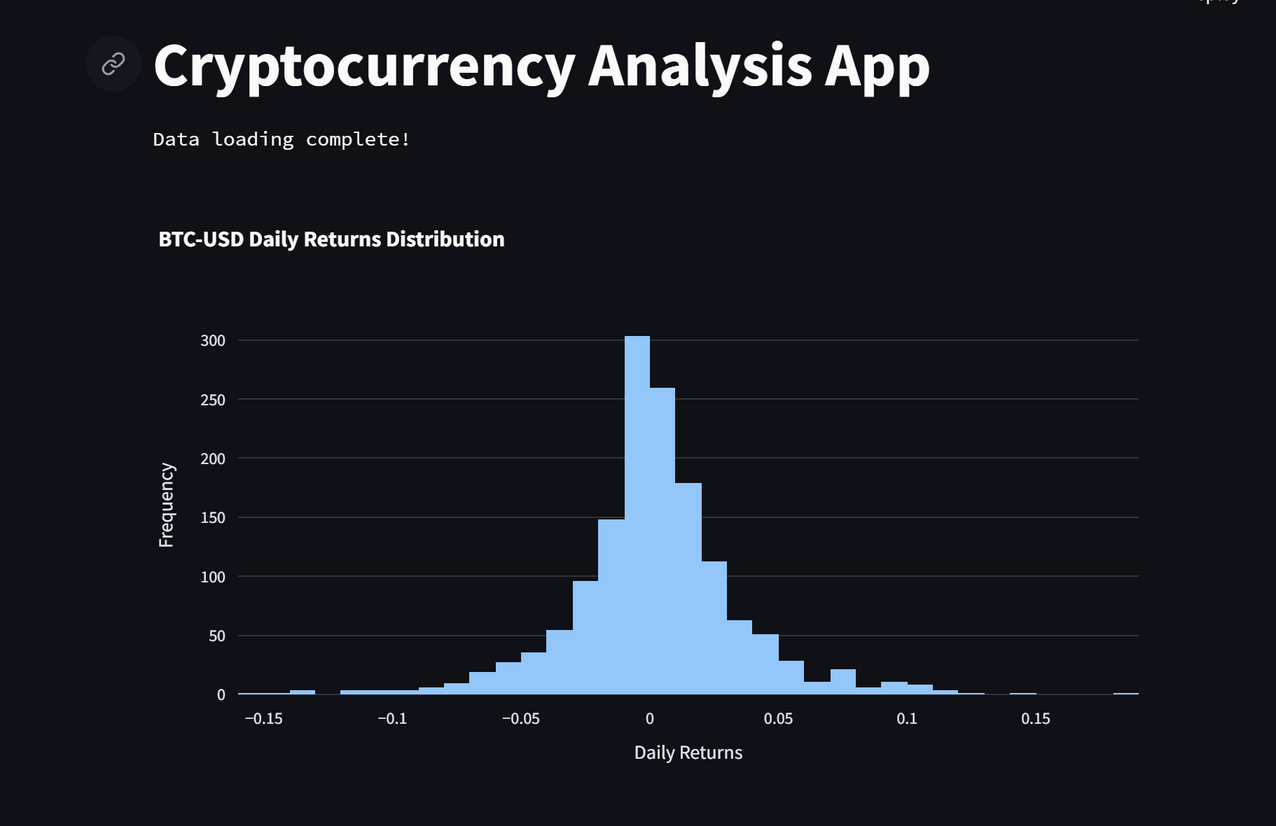 Cryptocurrency Analysis App
Data loading complete!
BTC-USD Daily Returns Distribution
300
250
200
150
100
50
0
Frequency
−0.15 −0.1 −0.05 0 0.05 0.1 0.15
Daily Returns